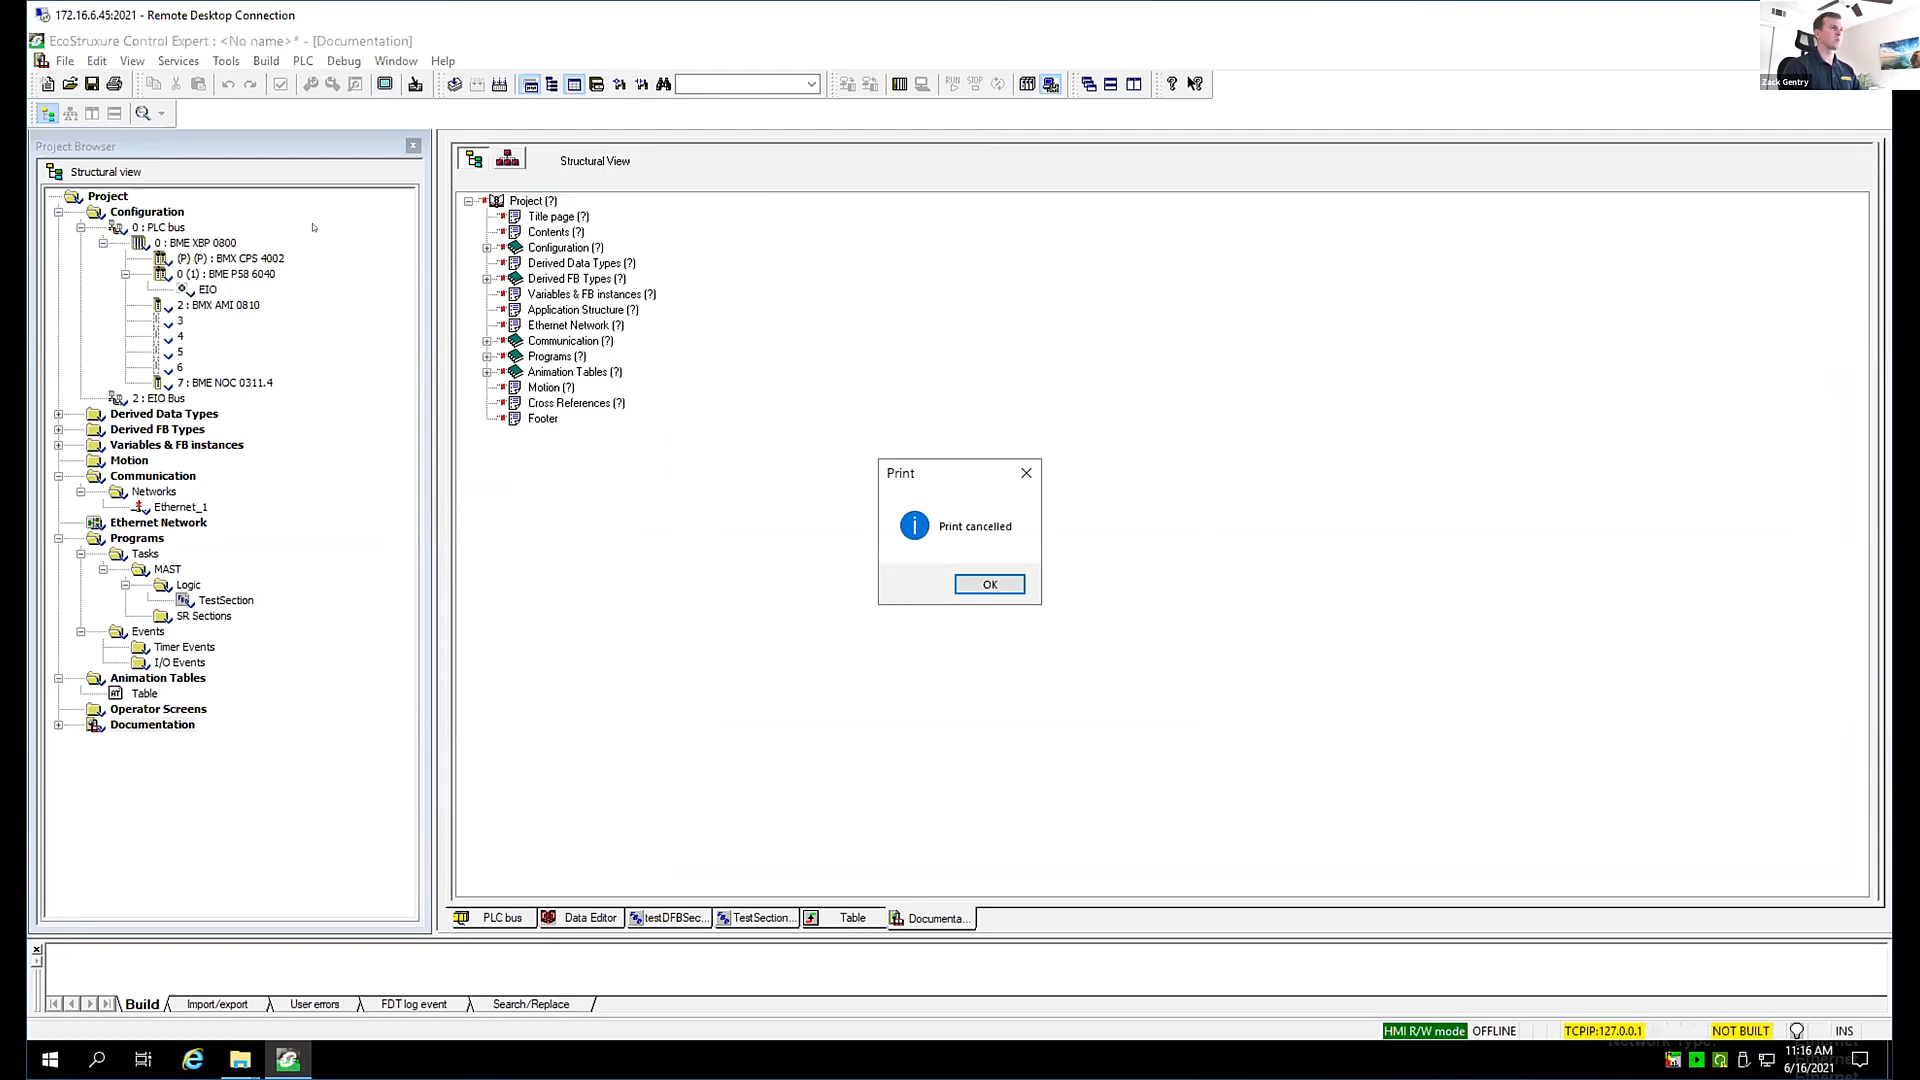 172.16.6.45:2021 - Remote Desktop Connection
EcoStruxure Control Expert : <No name>* - [Documentation]
File Edit View Services Tools Build PLC Debug Window Help
RUN STOP
Zack Gentry
Project Browser
Structural view
Project
Configuration
0 : PLC bus
0 : BME XBP 0800
(P) (P) : BMX CPS 4002
0 (1) : BME P58 6040
EIO
2 : BMX AMI 0810
3
4
5
6
7 : BME NOC 0311.4
2 : EIO Bus
Derived Data Types
Derived FB Types
Variables & FB instances
Motion
Communication
Networks
Ethernet_1
Ethernet Network
Programs
Tasks
MAST
Logic
TestSection
SR Sections
Events
Timer Events
I/O Events
Animation Tables
Table
Operator Screens
Documentation
Structural View
Project (?)
Title page (?)
Contents (?)
Configuration (?)
Derived Data Types (?)
Derived FB Types (?)
Variables & FB instances (?)
Application Structure (?)
Ethernet Network (?)
Communication (?)
Programs (?)
Animation Tables (?)
Motion (?)
Cross References (?)
Footer
Print
Print cancelled
OK
PLC bus Data Editor testDFBSec... TestSection... Table Documenta...
Build Import/export User errors FDT log event Search/Replace
HMI R/W mode OFFLINE TCPIP:127.0.0.1 NOT BUILT INS
11:16 AM
6/16/2021